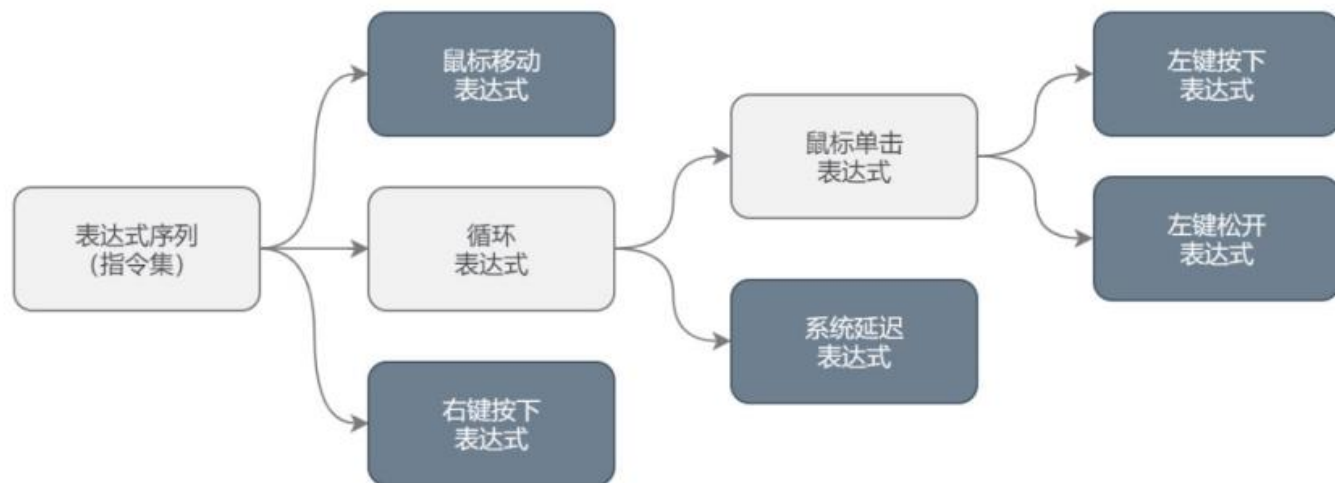 表达式序列
（指令集）
鼠标移动
表达式
循环
表达式
右键按下
表达式
鼠标单击
表达式
系统延迟
表达式
左键按下
表达式
左键松开
表达式